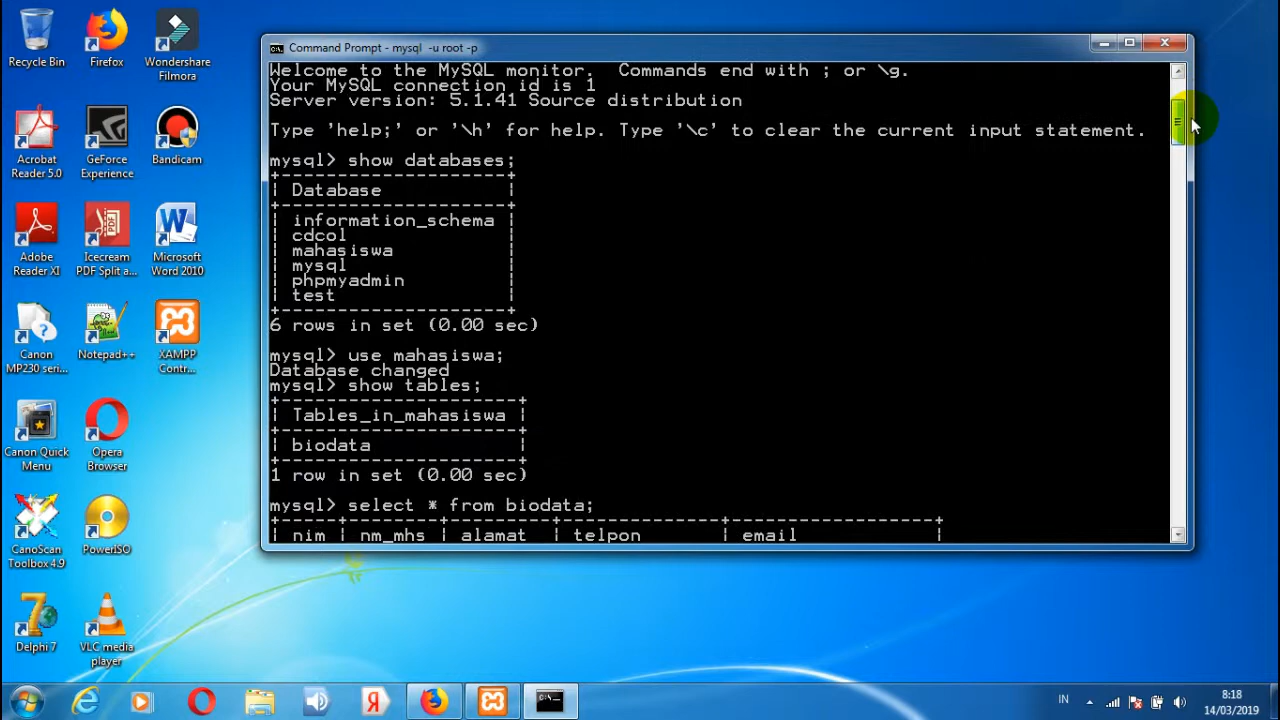 Recycle Bin
Firefox
Wondershare
Filmora
Acrobat
Reader 5.0
GeForce
Experience
Bandicam
Adobe
Reader XI
Icecream
PDF Split a...
Microsoft
Word 2010
Canon
MP230 seri...
Notepad++
XAMPP
Contr...
Canon Quick
Menu
Opera
Browser
CanoScan
Toolbox 4.9
PowerISO
Delphi 7
VLC media
player
Command Prompt - mysql -u root -p
Welcome to the MySQL monitor.  Commands end with ; or \g.
Your MySQL connection id is 1
Server version: 5.1.41 Source distribution
Type 'help;' or '\h' for help. Type '\c' to clear the current input statement.
mysql> show databases;
+--------------------+
| Database           |
+--------------------+
| information_schema |
| cdcol              |
| mahasiswa          |
| mysql              |
| phpmyadmin         |
| test               |
+--------------------+
6 rows in set (0.00 sec)
mysql> use mahasiswa;
Database changed
mysql> show tables;
+---------------------+
| Tables_in_mahasiswa |
+---------------------+
| biodata             |
+---------------------+
1 row in set (0.00 sec)
mysql> select * from biodata;
+-----+--------+---------+--------------+------------------+
| nim | nm_mhs | alamat  | telpon       | email            |
IN
8:18
14/03/2019